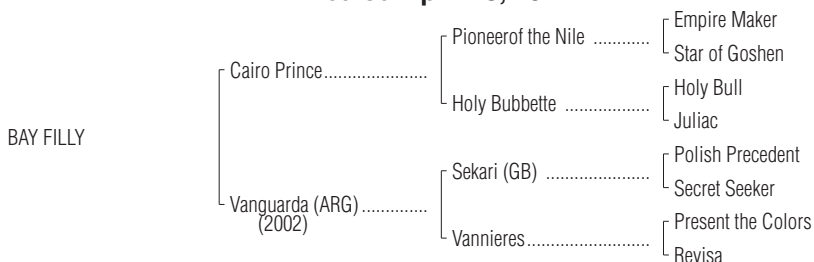 Empire Maker
Pioneerof the Nile ............
Star of Goshen
Cairo Prince......................
Holy Bull
Holy Bubbette ..................
Juliac
BAY FILLY
Polish Precedent
Sekari (GB) ......................
Secret Seeker
Vanguarda (ARG) ..............
(2002)
Present the Colors
Vannieres..........................
Revisa